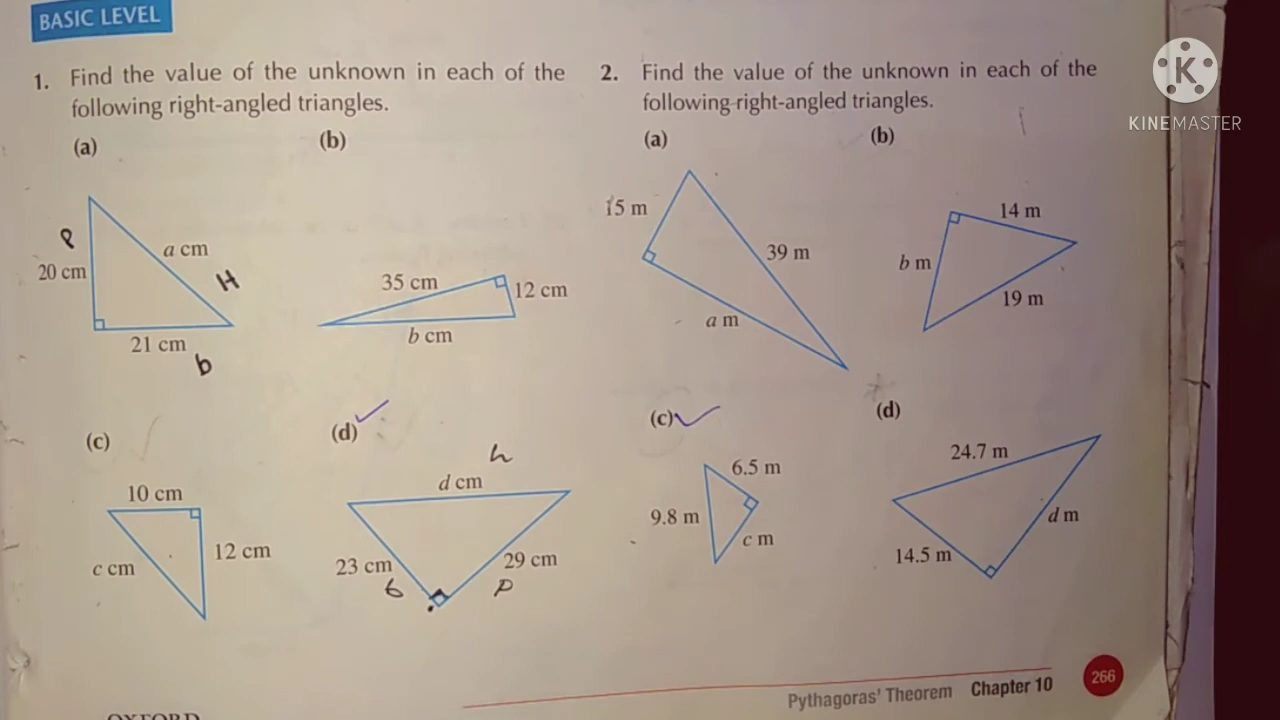 BASIC LEVEL
1. Find the value of the unknown in each of the
following right-angled triangles.
(a)
(b)
P
20 cm
a cm
H
21 cm
b
35 cm
12 cm
b cm
(c)
10 cm
c cm
12 cm
(d)
h
d cm
23 cm
6
29 cm
P
2. Find the value of the unknown in each of the
following right-angled triangles.
(a)
(b)
15 m
39 m
a m
14 m
b m
19 m
(c)
6.5 m
9.8 m
c m
(d)
24.7 m
d m
14.5 m
Pythagoras' Theorem Chapter 10 266
OXFORD
K
KINEMASTER